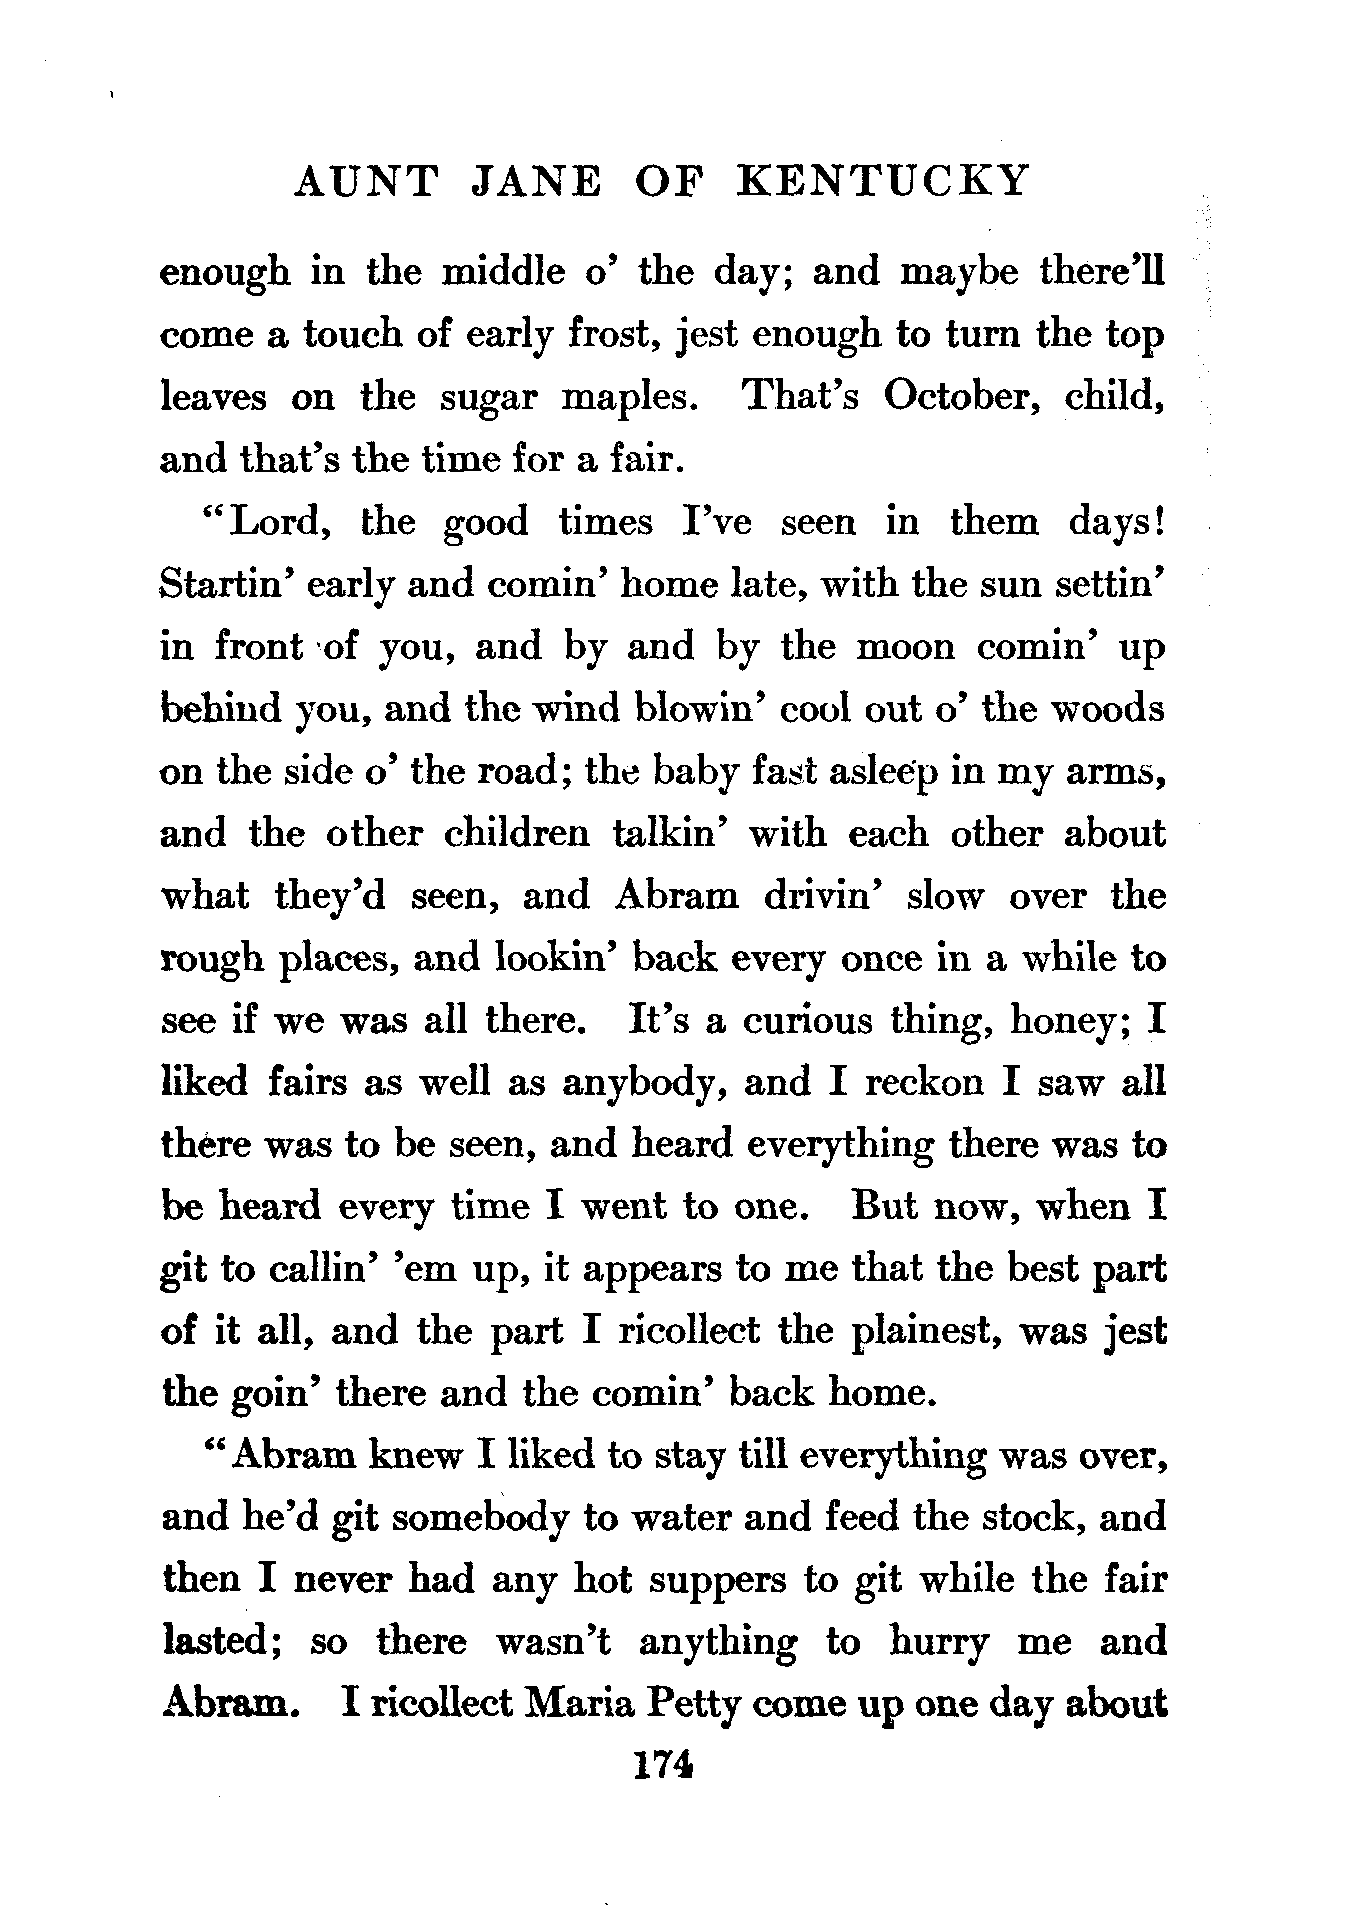 AUNT JANE OF KENTUCKY
enough in the middle o' the day; and maybe there'll
come a touch of early frost, jest enough to turn the top
leaves on the sugar maples. That's October, child,
and that's the time for a fair.
"Lord, the good times I've seen in them days!
Startin' early and comin' home late, with the sun settin'
in front of you, and by and by the moon comin' up
behind you, and the wind blowin' cool out o' the woods
on the side o' the road; the baby fast asleep in my arms,
and the other children talkin' with each other about
what they'd seen, and Abram drivin' slow over the
rough places, and lookin' back every once in a while to
see if we was all there. It's a curious thing, honey; I
liked fairs as well as anybody, and I reckon I saw all
there was to be seen, and heard everything there was to
be heard every time I went to one. But now, when I
git to callin' 'em up, it appears to me that the best part
of it all, and the part I ricollect the plainest, was jest
the goin' there and the comin' back home.
"Abram knew I liked to stay till everything was over,
and he'd git somebody to water and feed the stock, and
then I never had any hot suppers to git while the fair
lasted; so there wasn't anything to hurry me and
Abram. I ricollect Maria Petty come up one day about
174